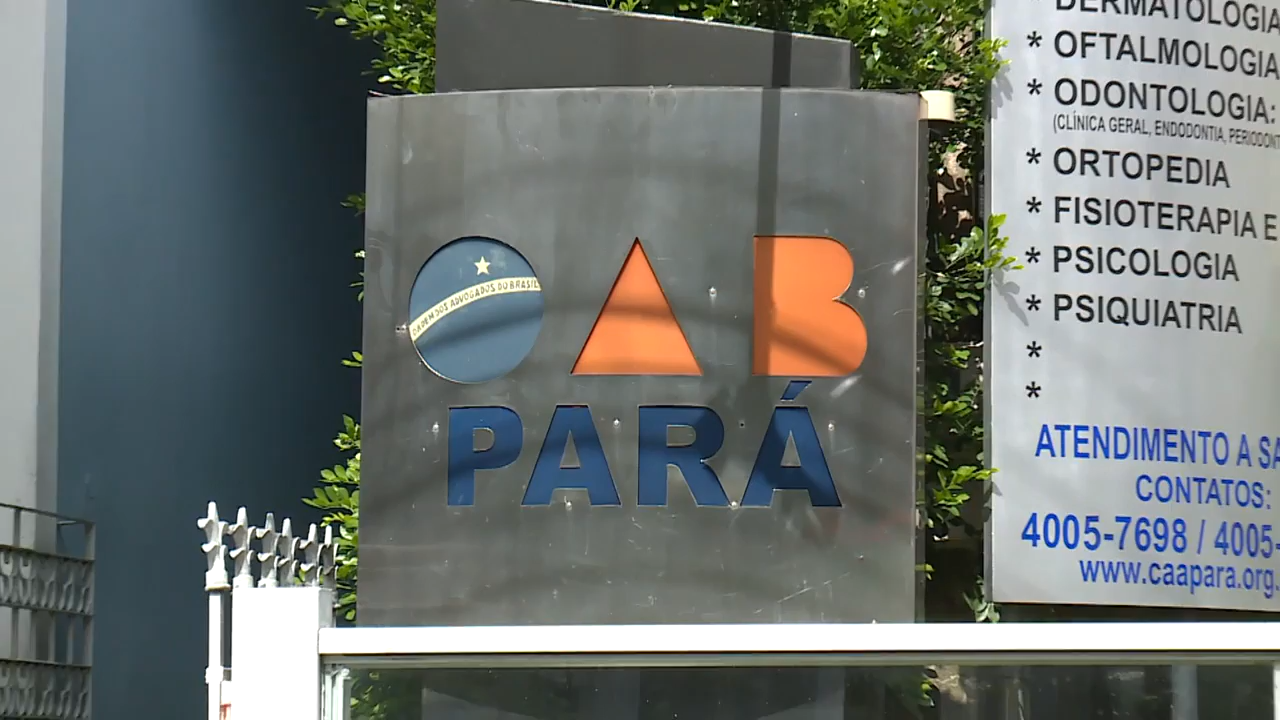 ORDEM DOS ADVOGADOS DO BRASIL
OAB
PARÁ
DERMATOLOGIA
* OFTALMOLOGIA
* ODONTOLOGIA:
(CLÍNICA GERAL, ENDODONTIA,
* ORTOPEDIA
* FISIOTERAPIA E
* PSICOLOGIA
* PSIQUIATRIA
*
*
ATENDIMENTO A
CONTATOS:
4005-7698 / 4005-
www.caapara.org.